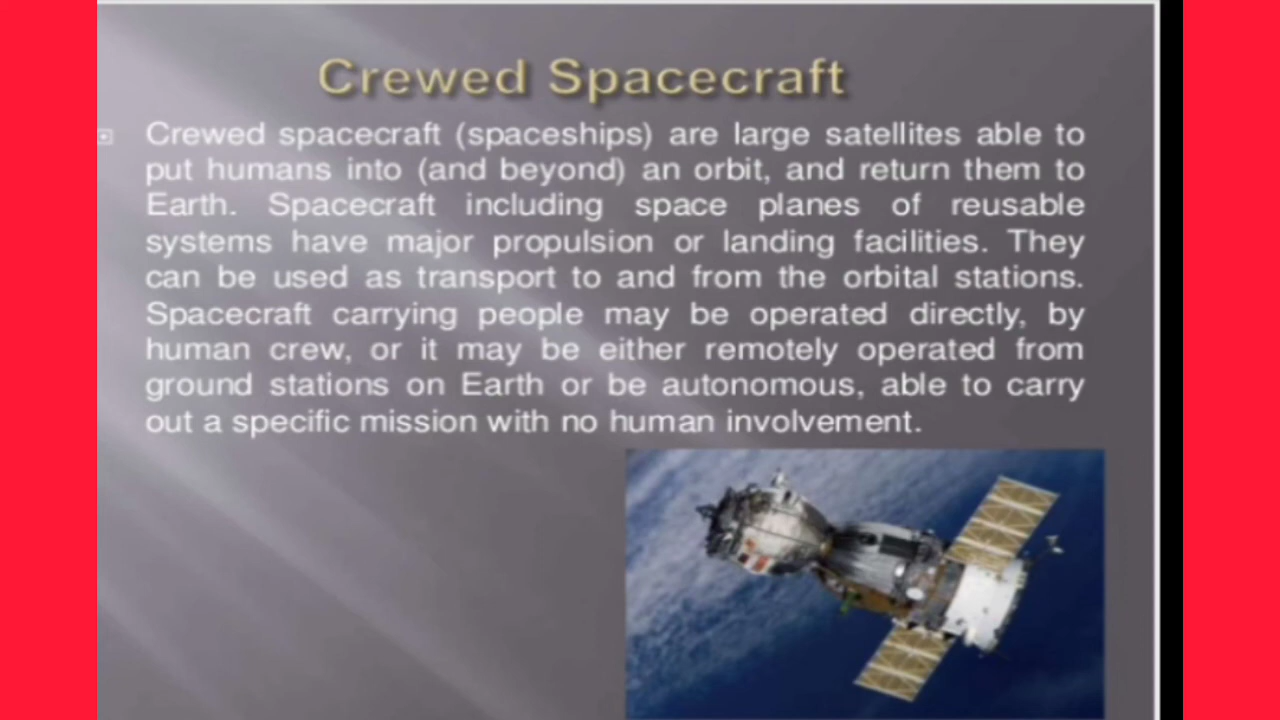 Crewed Spacecraft
Crewed spacecraft (spaceships) are large satellites able to
put humans into (and beyond) an orbit, and return them to
Earth. Spacecraft including space planes of reusable
systems have major propulsion or landing facilities. They
can be used as transport to and from the orbital stations.
Spacecraft carrying people may be operated directly, by
human crew, or it may be either remotely operated from
ground stations on Earth or be autonomous, able to carry
out a specific mission with no human involvement.